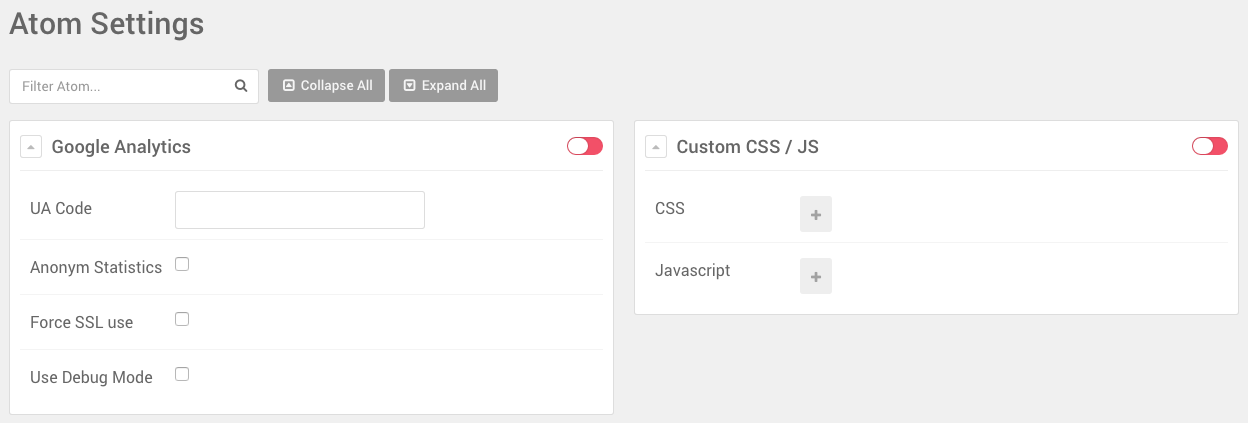 Atom Settings
Filter Atom...
Collapse All
Expand All
Google Analytics
UA Code
Anonym Statistics
Force SSL use
Use Debug Mode
Custom CSS / JS
CSS
Javascript